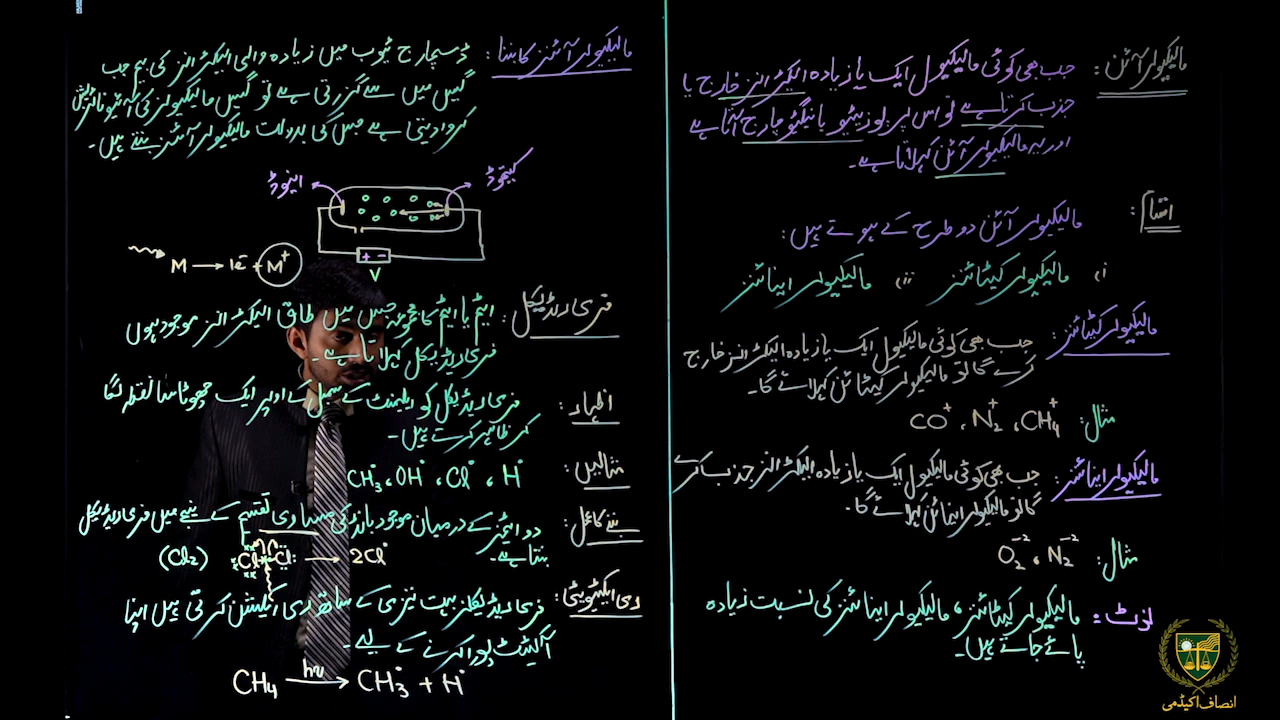 مالیکیولر آئن: جب بھی کوئی مالیکیول ایک یا زیادہ الیکٹرانز خارج یا
جذب کرتا ہے تو اس پر پوزیٹیو یا نیگٹو چارج آتا ہے
اور یہ مالیکیولر آئن کہلاتا ہے۔
اقسام: مالیکیولر آئن دو طرح کے ہوتے ہیں:
i، مالیکیولر کیٹائنز ii، مالیکیولر اینائنز
مالیکیولر کیٹائنز: جب بھی کوئی مالیکیول ایک یا زیادہ الیکٹرانز خارج
کرے گا تو مالیکیولر کیٹائن کہلائے گا۔
مثال: CO⁺، N₂⁺، CH₄⁺
مالیکیولر اینائنز: جب بھی کوئی مالیکیول ایک یا زیادہ الیکٹرانز جذب کرے
گا تو مالیکیولر اینائن کہلائے گا۔
مثال: O₂⁻²، N₂⁻²
نوٹ: مالیکیولر کیٹائنز، مالیکیولر اینائنز کی نسبت زیادہ
پائے جاتے ہیں۔
انصاف اکیڈمی
مالیکیولر آئنز کا بننا: ڈسچارج ٹیوب میں زیادہ والی الیکٹرانز کی بیم جب
گیس میں سے گزرتی ہے تو گیس مالیکیولز کی آئیونائزیشن
کروا دیتی ہے جس کی بدولت مالیکیولر آئنز بنتے ہیں۔
اینوڈ کیتھوڈ
+ −
V
M → 1e⁻ + M⁺
فری ریڈیکل: ایٹم یا ایٹم کا مجموعہ جس میں طاق الیکٹرانز موجود ہوں
فری ریڈیکل کہلاتا ہے۔
اظہار: فری ریڈیکل کو ایلیمنٹ کے سمبل کے اوپر ایک چھوٹا سا نقطہ لگا
کر ظاہر کرتے ہیں۔
مثالیں: CH₃•، OH•، Cl•، H•
بننے کا عمل: دو ایٹمز کے درمیان موجود بانڈ کی مساوی تقسیم کے نتیجے میں فری ریڈیکل
بنتا ہے۔
(Cl₂) Cl Cl → 2Cl•
ری ایکٹیویٹی: فری ریڈیکلز بہت تیزی کے ساتھ ری ایکشن کرتی ہیں اپنا
آکٹیٹ پورا کرنے کے لیے۔
CH₄ —hν→ CH₃• + H•